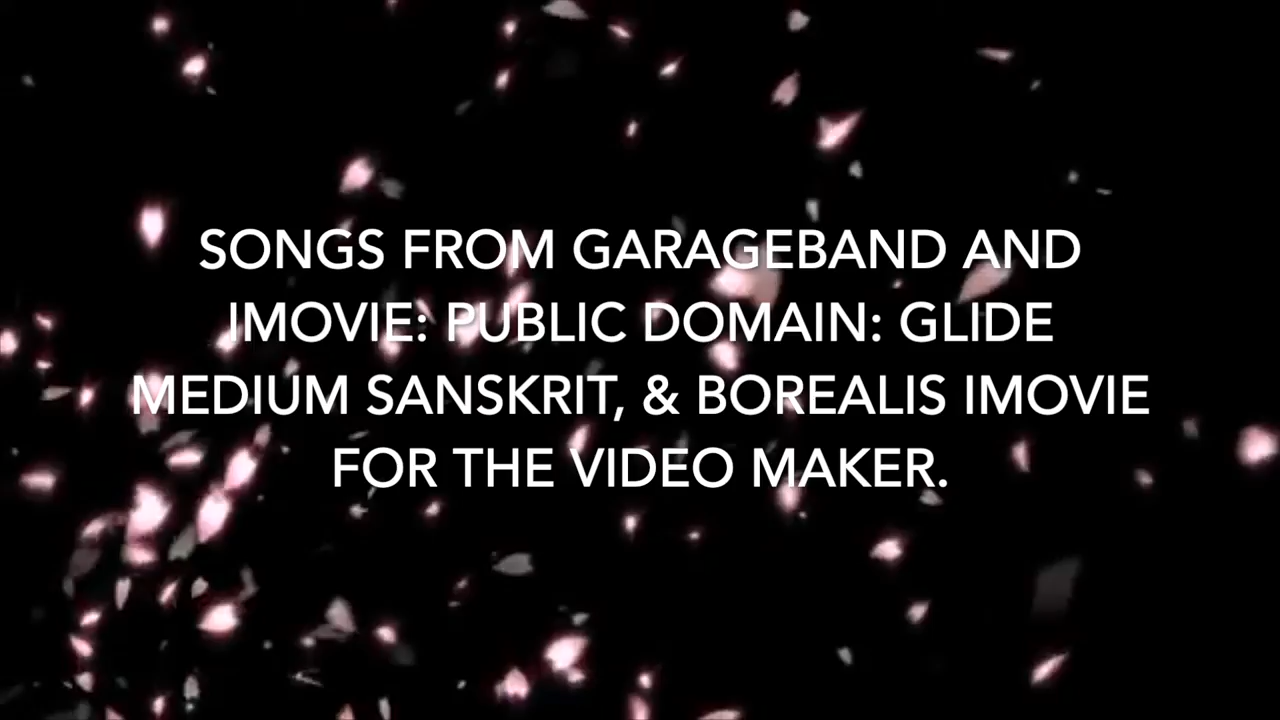 SONGS FROM GARAGEBAND AND
IMOVIE: PUBLIC DOMAIN: GLIDE
MEDIUM SANSKRIT, & BOREALIS IMOVIE
FOR THE VIDEO MAKER.